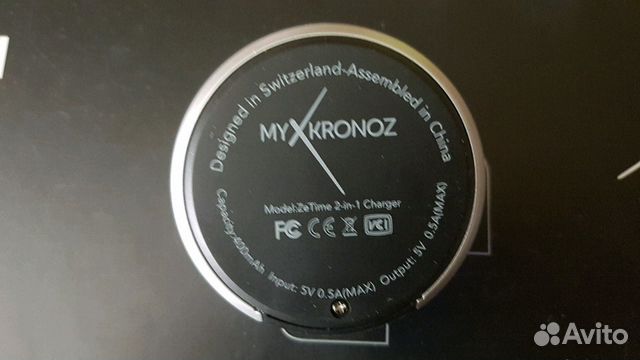 Designed in Switzerland-Assembled in China
MYKRONOZ
Model:ZeTime 2-in-1 Charger
FC CE
Capacity:400mAh Input: 5V 0.5A(MAX) Output: 5V 0.5A(MAX)
Avito